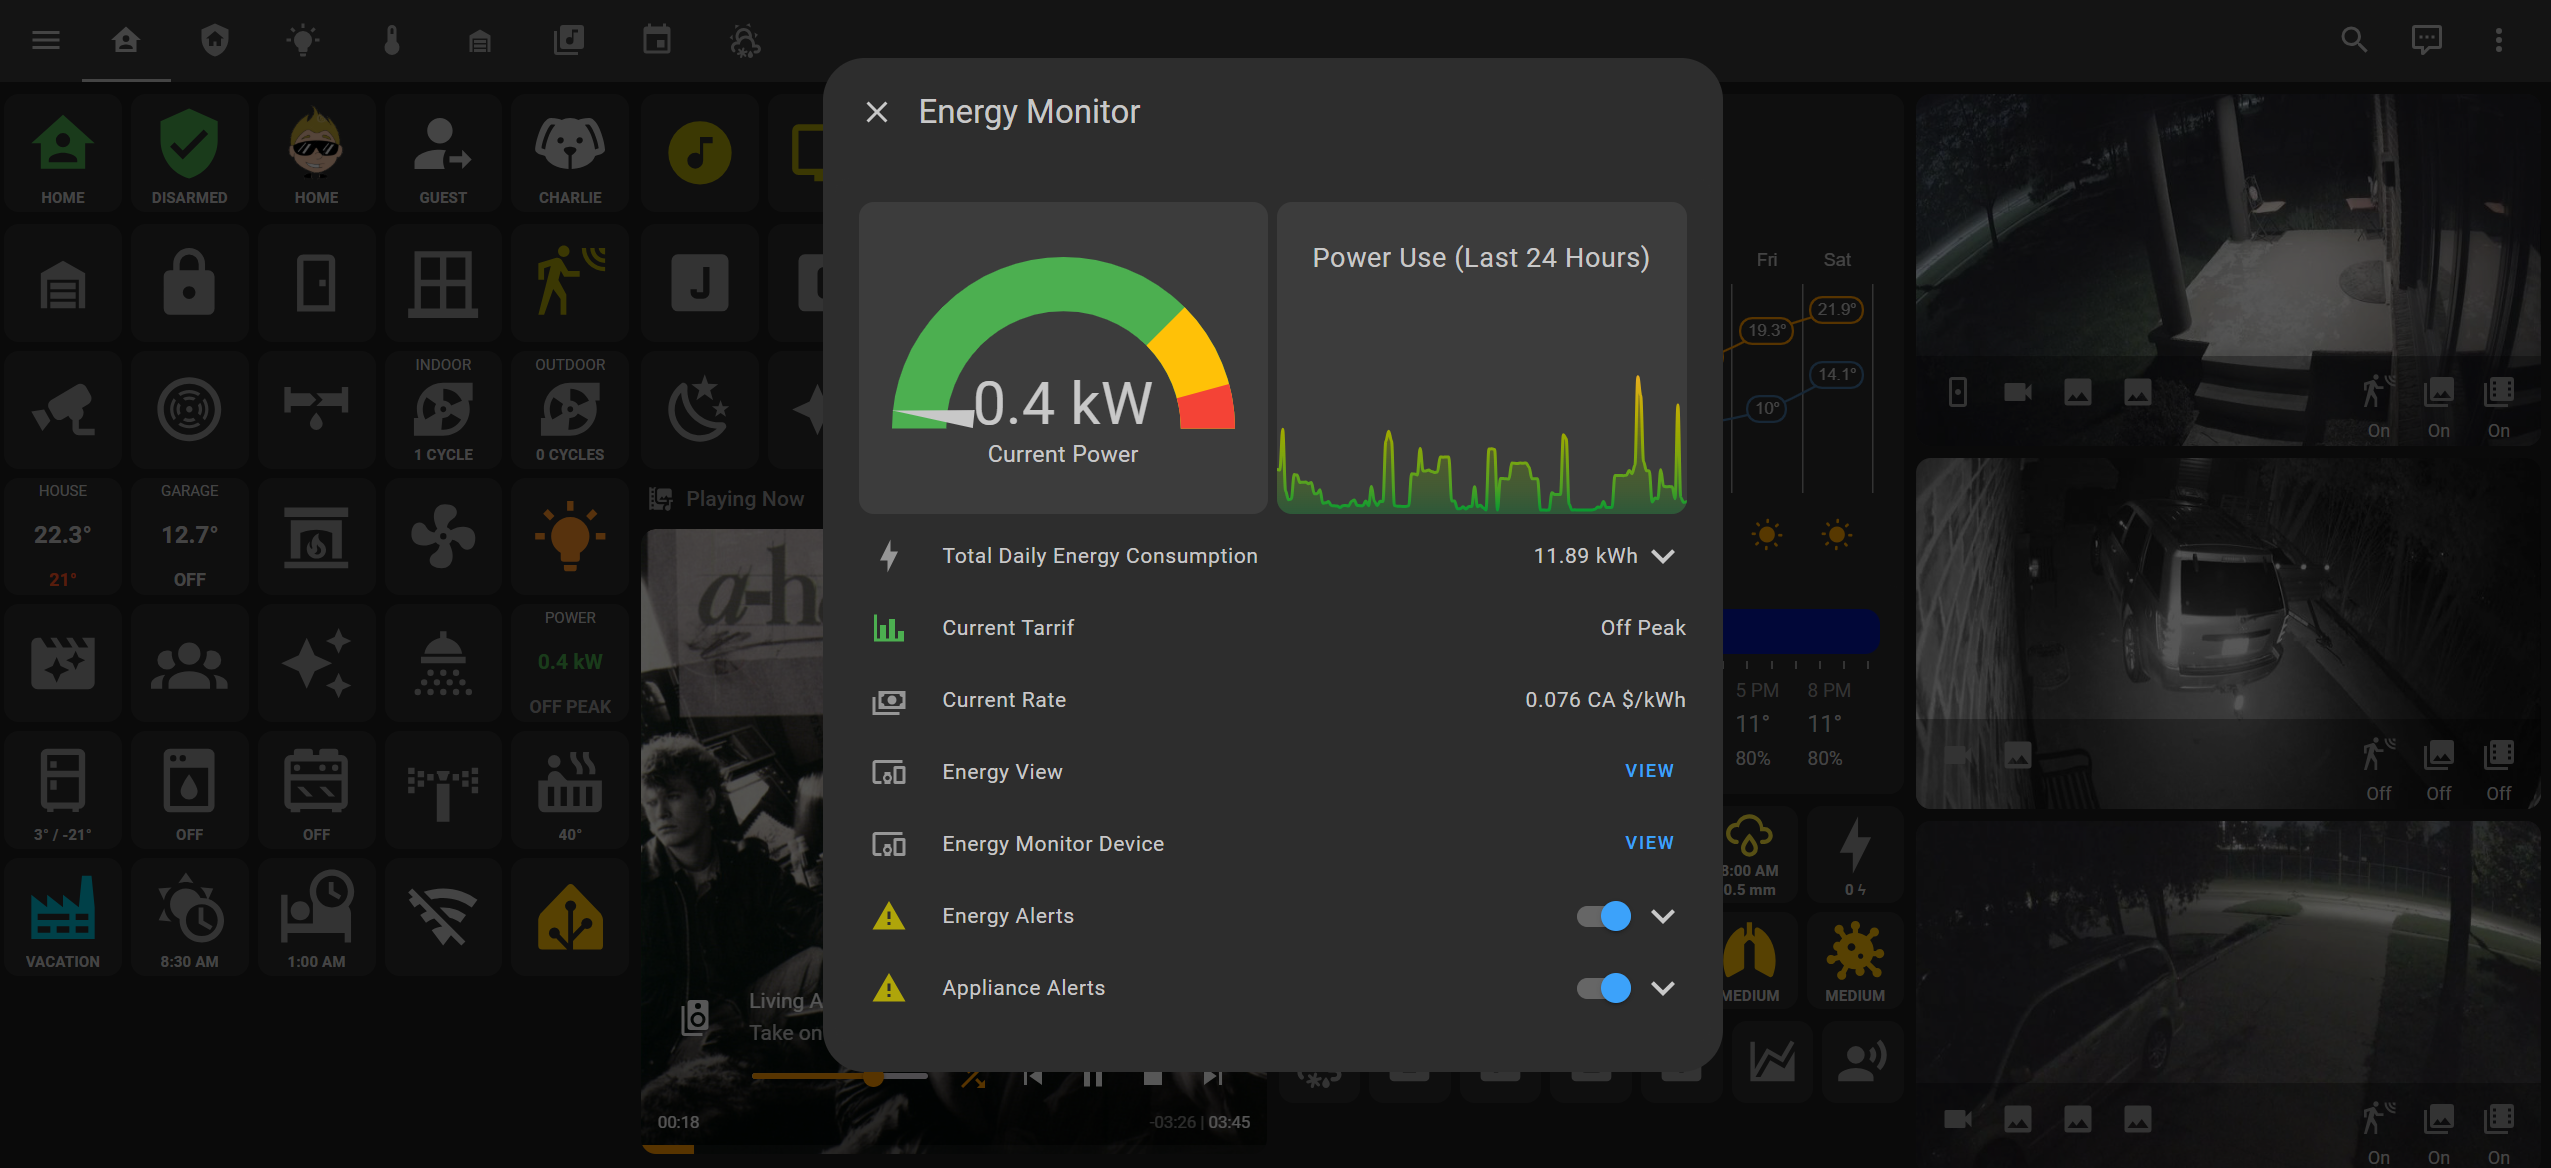 HOME
DISARMED
HOME
GUEST
CHARLIE
J
INDOOR
OUTDOOR
1 CYCLE
0 CYCLES
HOUSE
GARAGE
22.3°
12.7°
21°
OFF
POWER
0.4 kW
OFF PEAK
3° / -21°
OFF
OFF
40°
VACATION
8:30 AM
1:00 AM
Playing Now
a-h
Living
Take on
00:18
-03:26 | 03:45
Energy Monitor
0.4 kW
Current Power
Power Use (Last 24 Hours)
Total Daily Energy Consumption
11.89 kWh
Current Tarrif
Off Peak
Current Rate
0.076 CA $/kWh
Energy View
VIEW
Energy Monitor Device
VIEW
Energy Alerts
Appliance Alerts
Fri
Sat
21.9°
19.3°
14.1°
10°
5 PM
8 PM
11°
11°
80%
80%
8:00 AM
0.5 mm
0 ϟ
MEDIUM
MEDIUM
On
On
On
Off
Off
Off
On
On
On